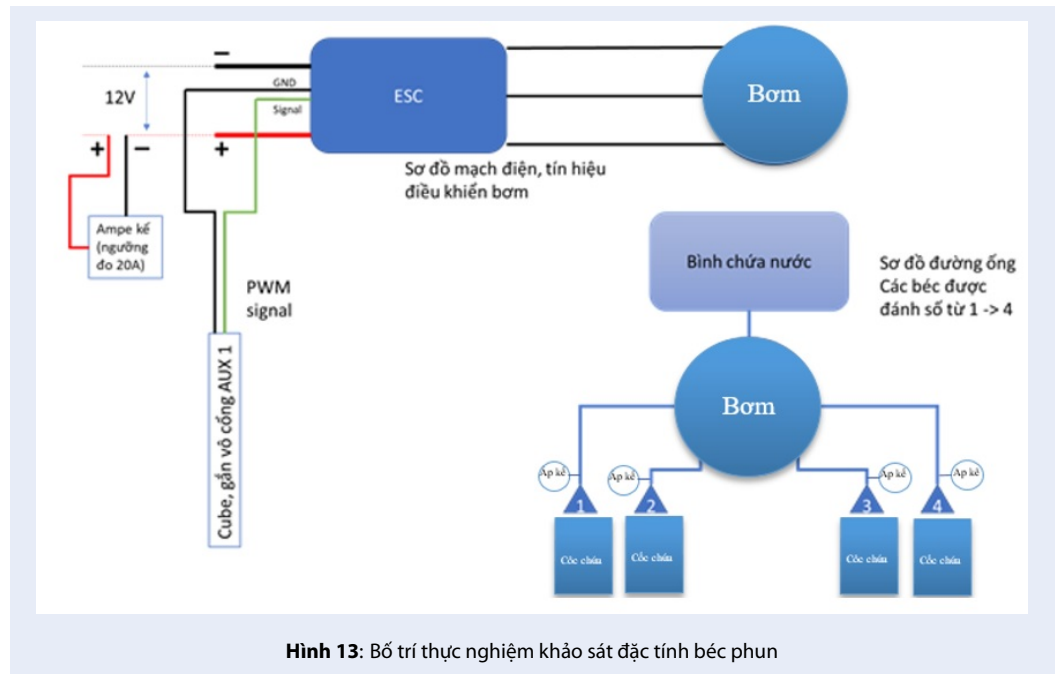 −
12V
GND
Signal
ESC
Bơm
+ −
+
Sơ đồ mạch điện, tín hiệu
điều khiển bơm
Ampe kế
(ngưỡng
đo 20A)
PWM
signal
Cube, gắn vô cổng AUX 1
Bình chứa nước
Sơ đồ đường ống
Các béc được
đánh số từ 1 -> 4
Bơm
Áp kế
Áp kế
Áp kế
Áp kế
1
2
3
4
Cốc chứa
Cốc chứa
Cốc chứa
Cốc chứa
Hình 13: Bố trí thực nghiệm khảo sát đặc tính béc phun